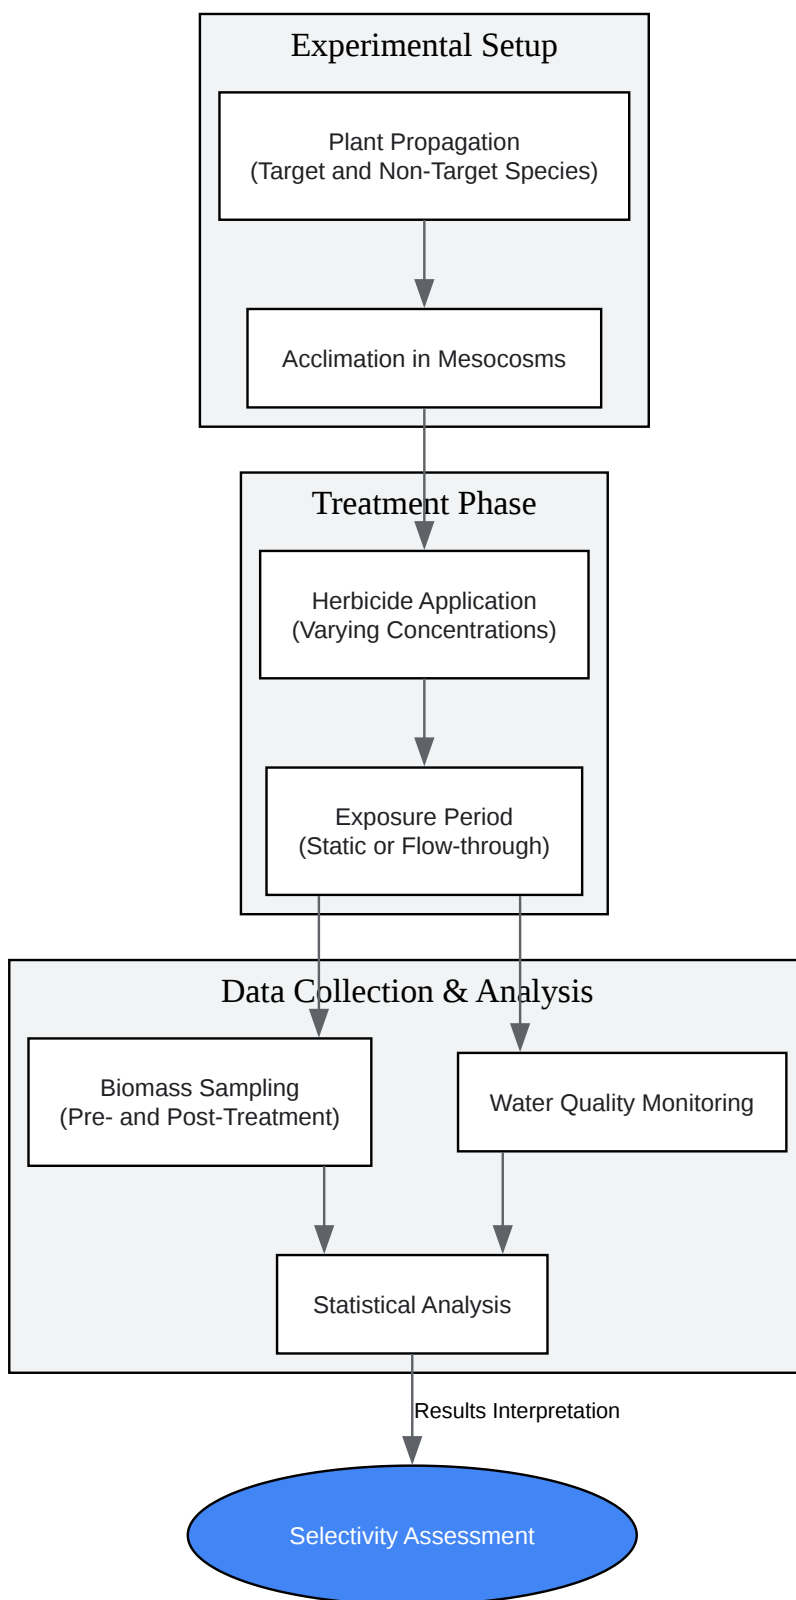 Experimental Setup
Plant Propagation
(Target and Non-Target Species)
Acclimation in Mesocosms
Treatment Phase
Herbicide Application
(Varying Concentrations)
Exposure Period
(Static or Flow-through)
Data Collection & Analysis
Biomass Sampling
(Pre- and Post-Treatment)
Water Quality Monitoring
Statistical Analysis
Results Interpretation
Selectivity Assessment